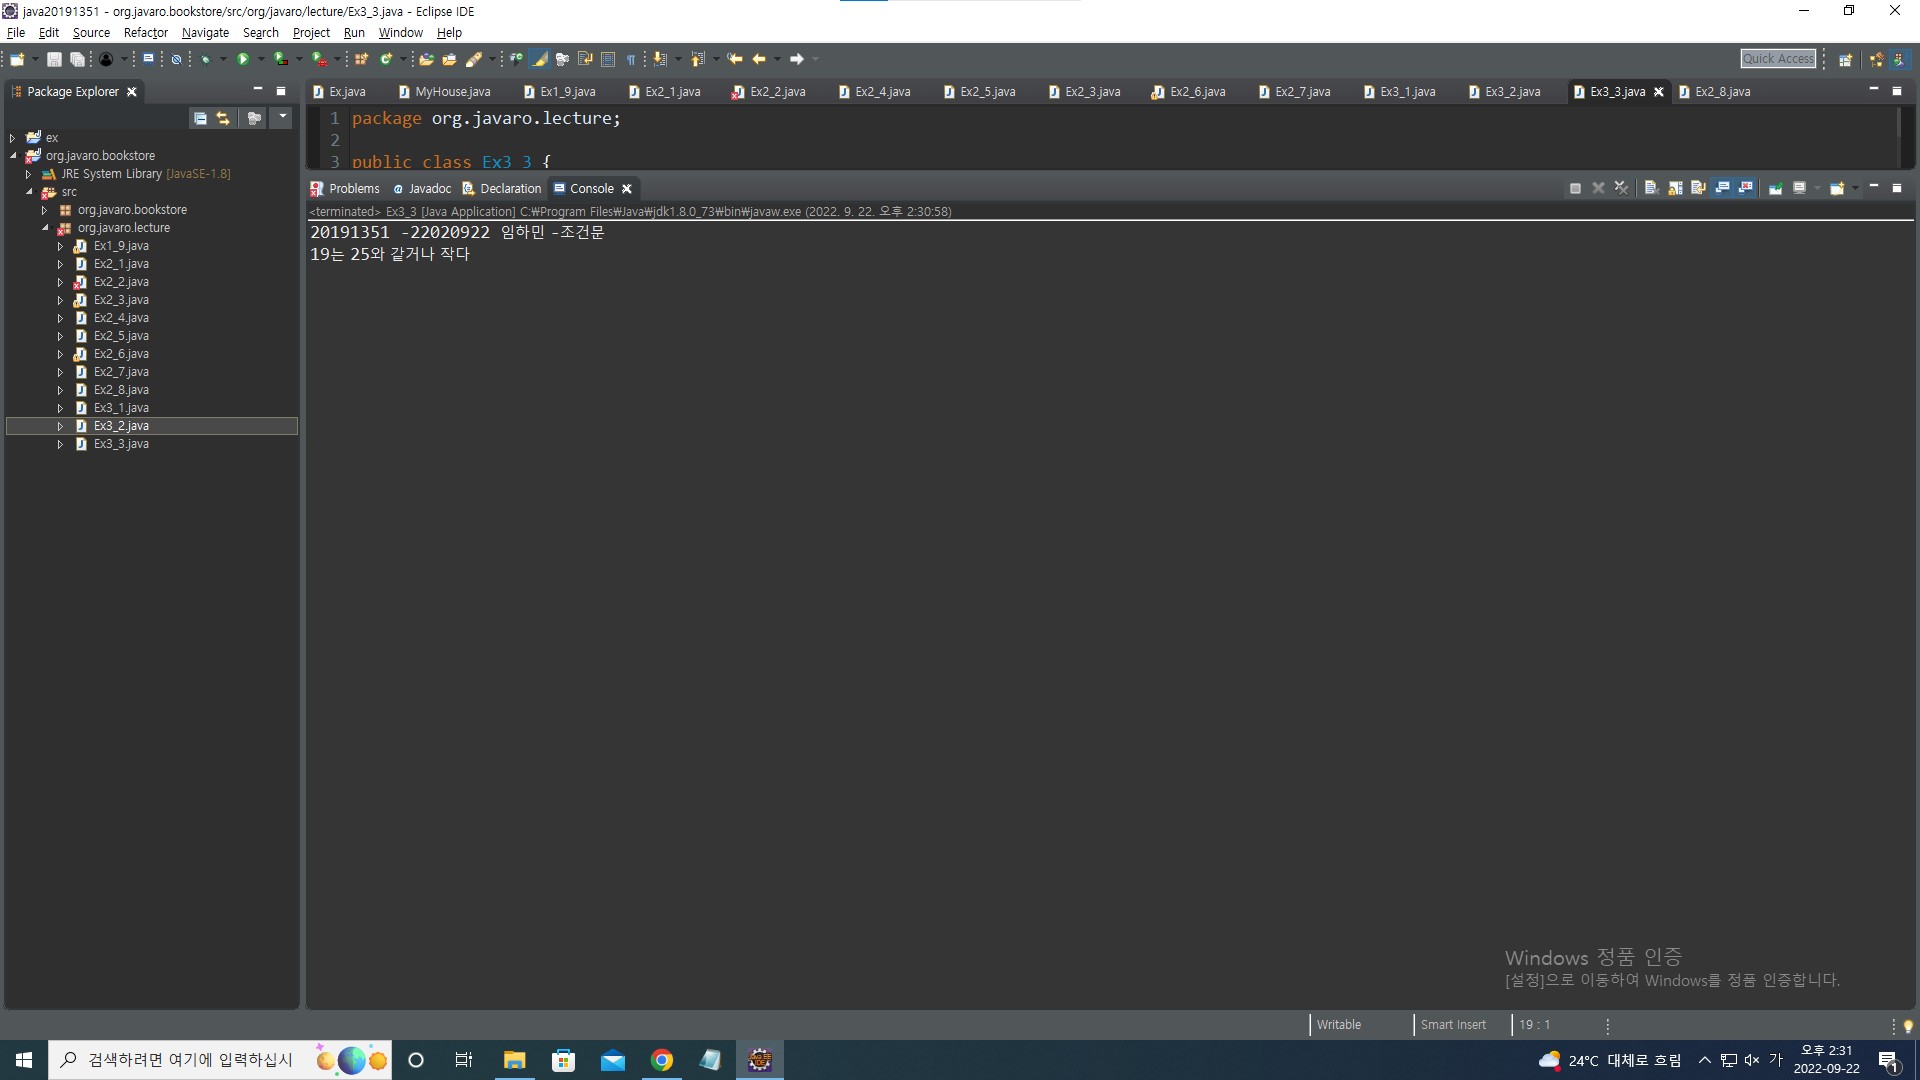 java20191351 - org.javaro.bookstore/src/org/javaro/lecture/Ex3_3.java - Eclipse IDE
File Edit Source Refactor Navigate Search Project Run Window Help
Quick Access
Package Explorer
Ex.java MyHouse.java Ex1_9.java Ex2_1.java Ex2_2.java Ex2_4.java Ex2_5.java Ex2_3.java Ex2_6.java Ex2_7.java Ex3_1.java Ex3_2.java Ex3_3.java Ex2_8.java
1 package org.javaro.lecture;
2
3 public class Ex3_3 {
ex
org.javaro.bookstore
JRE System Library [JavaSE-1.8]
src
org.javaro.bookstore
org.javaro.lecture
Ex1_9.java
Ex2_1.java
Ex2_2.java
Ex2_3.java
Ex2_4.java
Ex2_5.java
Ex2_6.java
Ex2_7.java
Ex2_8.java
Ex3_1.java
Ex3_2.java
Ex3_3.java
Problems Javadoc Declaration Console
<terminated> Ex3_3 [Java Application] C:₩Program Files₩Java₩jdk1.8.0_73₩bin₩javaw.exe (2022. 9. 22. 오후 2:30:58)
20191351 -22020922 임하민 -조건문
19는 25와 같거나 작다
Windows 정품 인증
[설정]으로 이동하여 Windows를 정품 인증합니다.
Writable Smart Insert 19 : 1
검색하려면 여기에 입력하십시
24°C 대체로 흐림 가 오후 2:31
2022-09-22
1